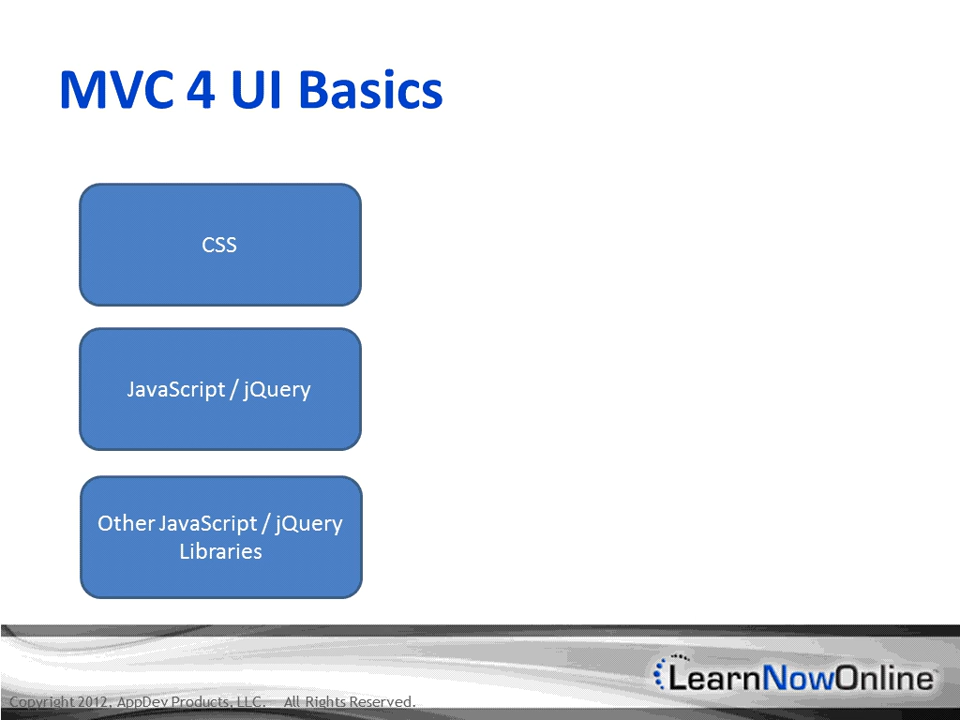 MVC 4 UI Basics
CSS
JavaScript / jQuery
Other JavaScript / jQuery
Libraries
LearnNowOnline
Copyright 2012, AppDev Products, LLC. All Rights Reserved.